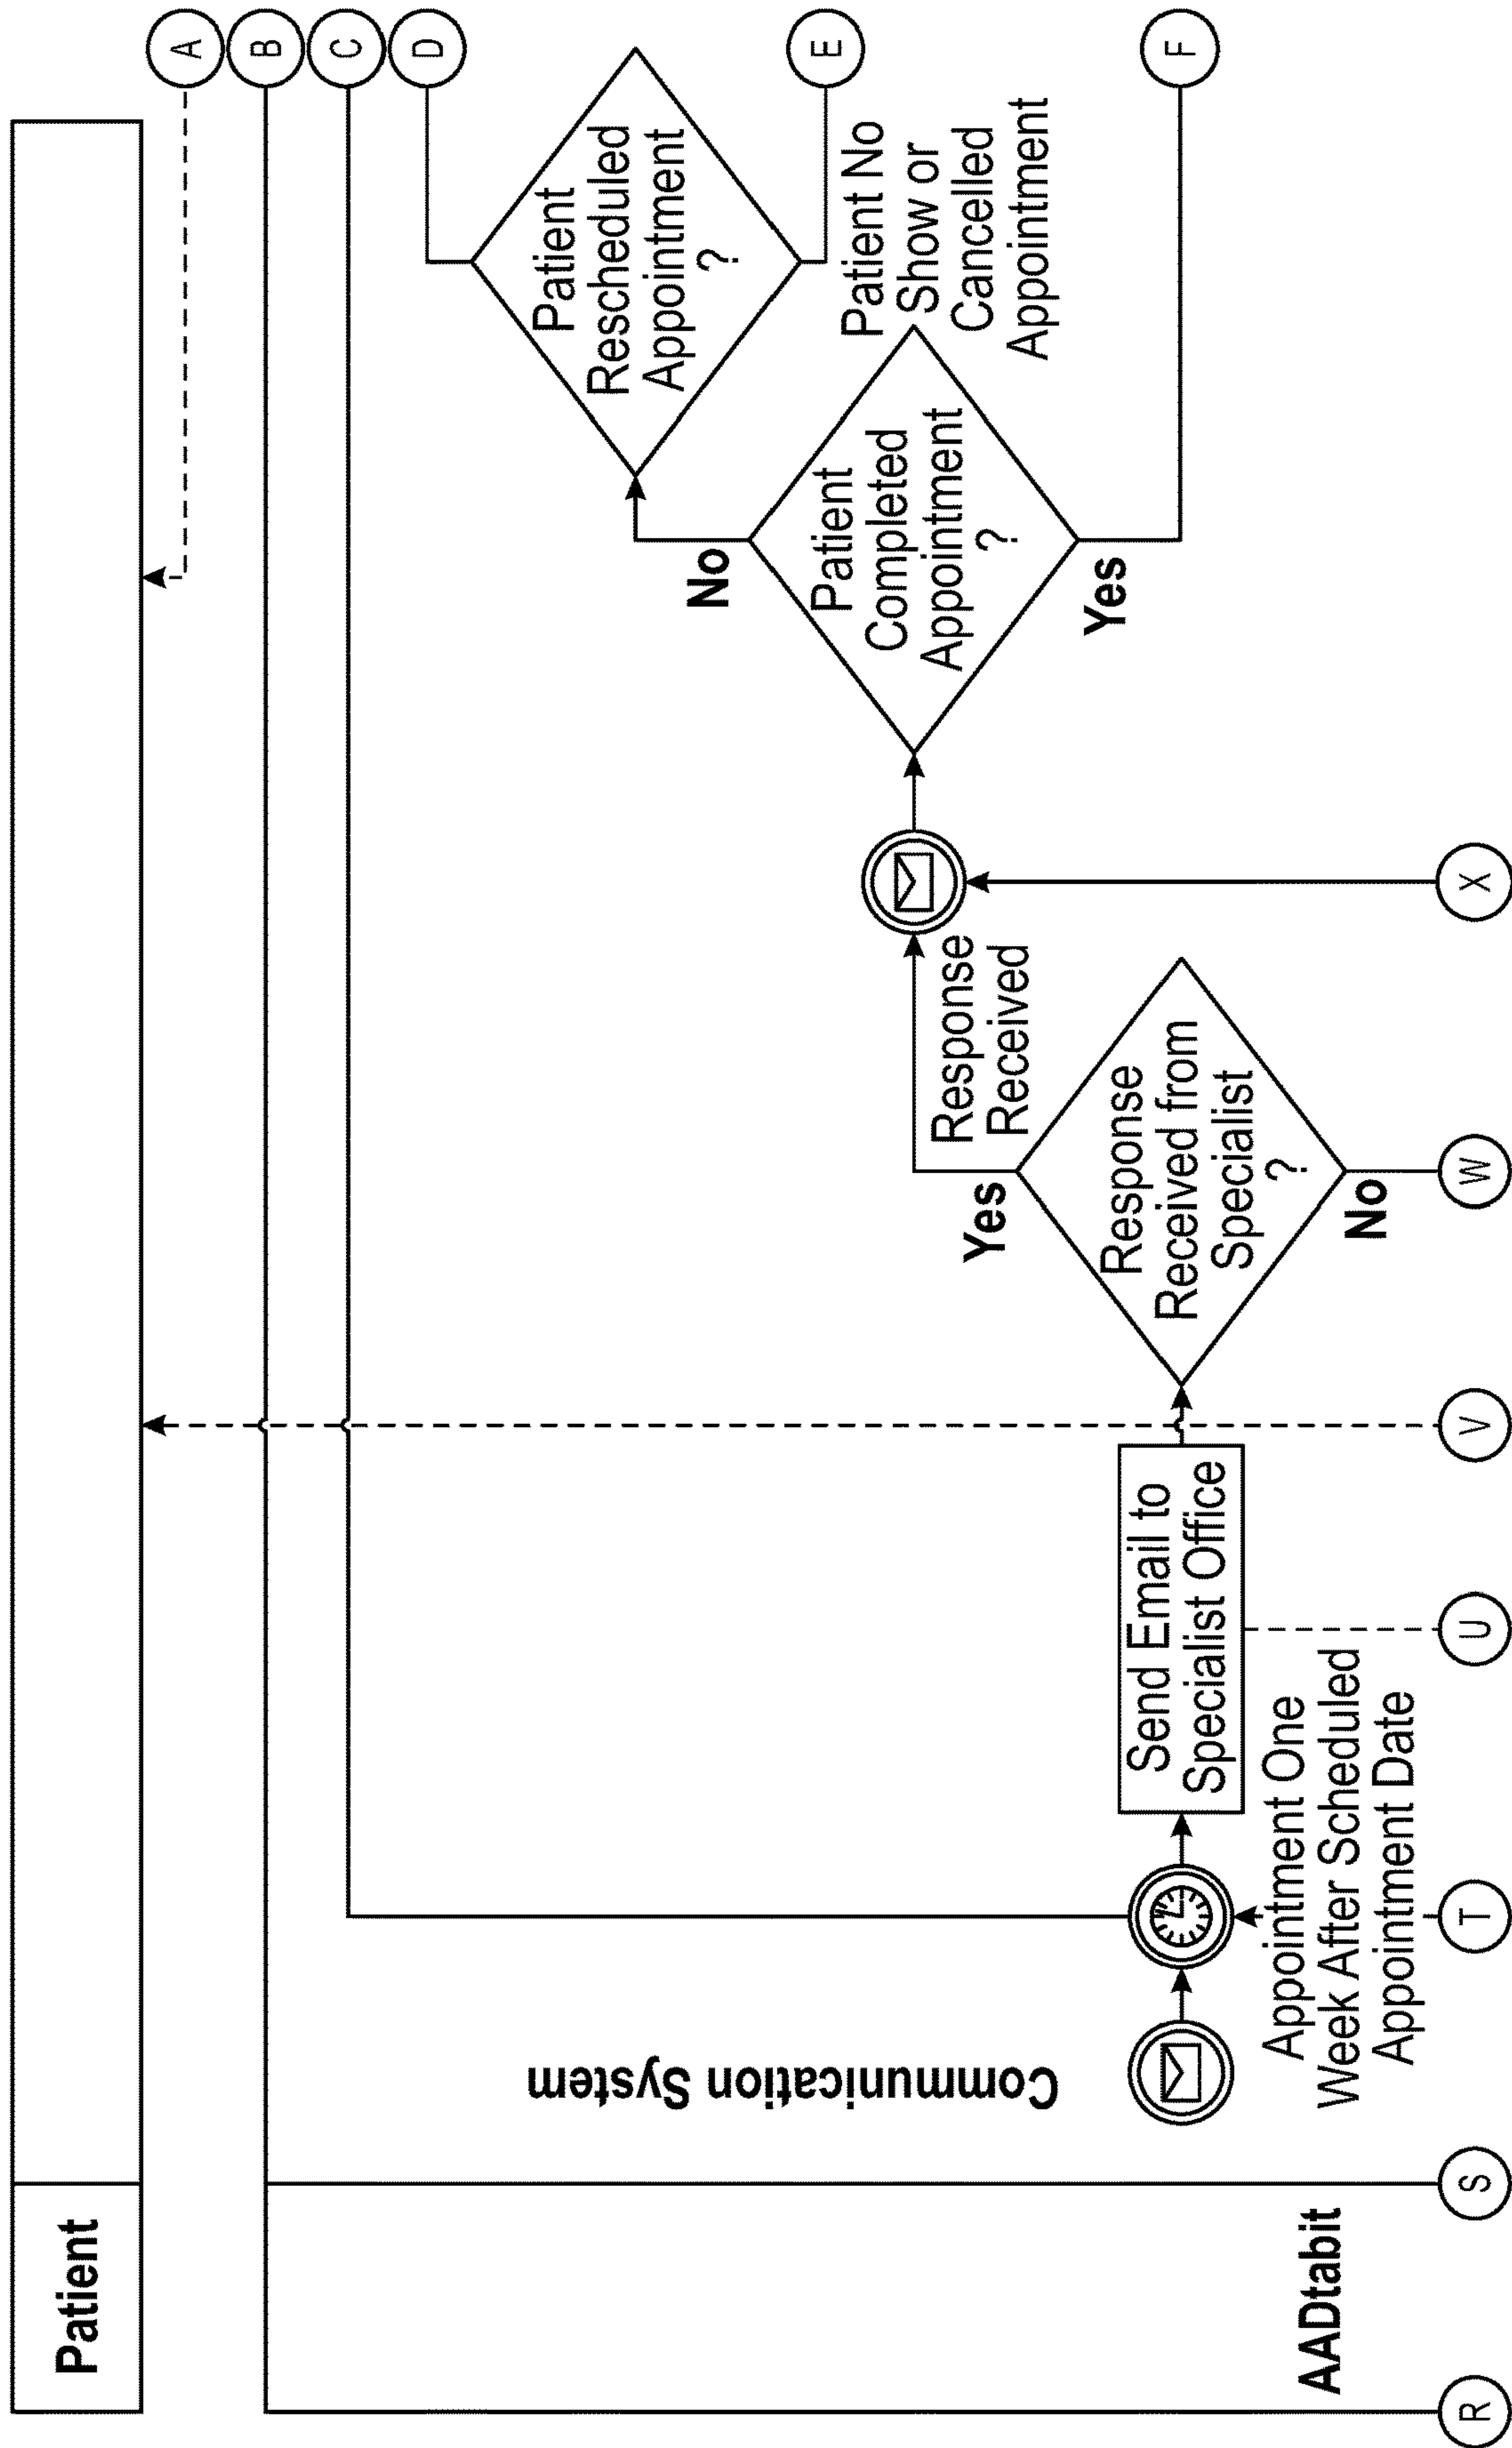 Patient
A
B
C
D
Patient
Rescheduled
Appointment
?
E
Patient No
Show or
Cancelled
Appointment
No
Patient
Completed
Appointment
?
Yes
F
Communication System
Response
Received
Yes
Response
Received from
Specialist
?
No
Send Email to
Specialist Office
Appointment One
Week After Scheduled
Appointment Date
AADtabit
R
S
T
U
V
W
X